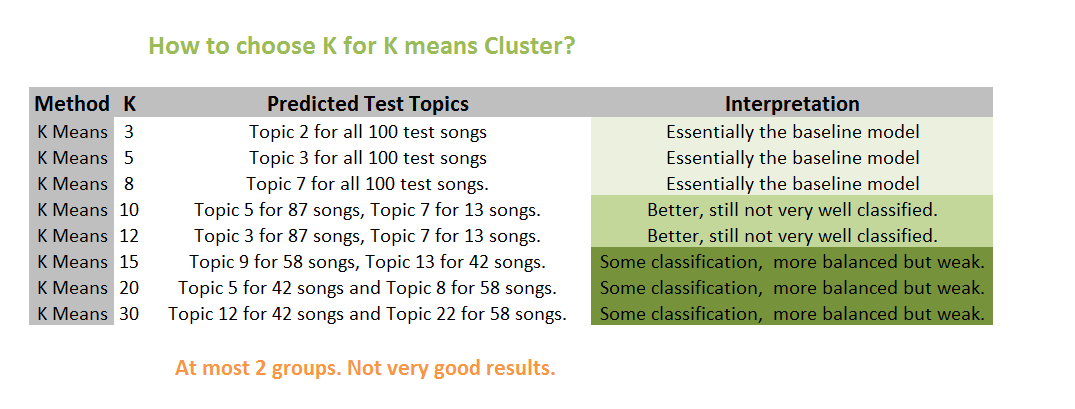 How to choose K for K means Cluster?
Method K Predicted Test Topics Interpretation
K Means 3 Topic 2 for all 100 test songs Essentially the baseline model
K Means 5 Topic 3 for all 100 test songs Essentially the baseline model
K Means 8 Topic 7 for all 100 test songs. Essentially the baseline model
K Means 10 Topic 5 for 87 songs, Topic 7 for 13 songs. Better, still not very well classified.
K Means 12 Topic 3 for 87 songs, Topic 7 for 13 songs. Better, still not very well classified.
K Means 15 Topic 9 for 58 songs, Topic 13 for 42 songs. Some classification, more balanced but weak.
K Means 20 Topic 5 for 42 songs and Topic 8 for 58 songs. Some classification, more balanced but weak.
K Means 30 Topic 12 for 42 songs and Topic 22 for 58 songs. Some classification, more balanced but weak.
At most 2 groups. Not very good results.